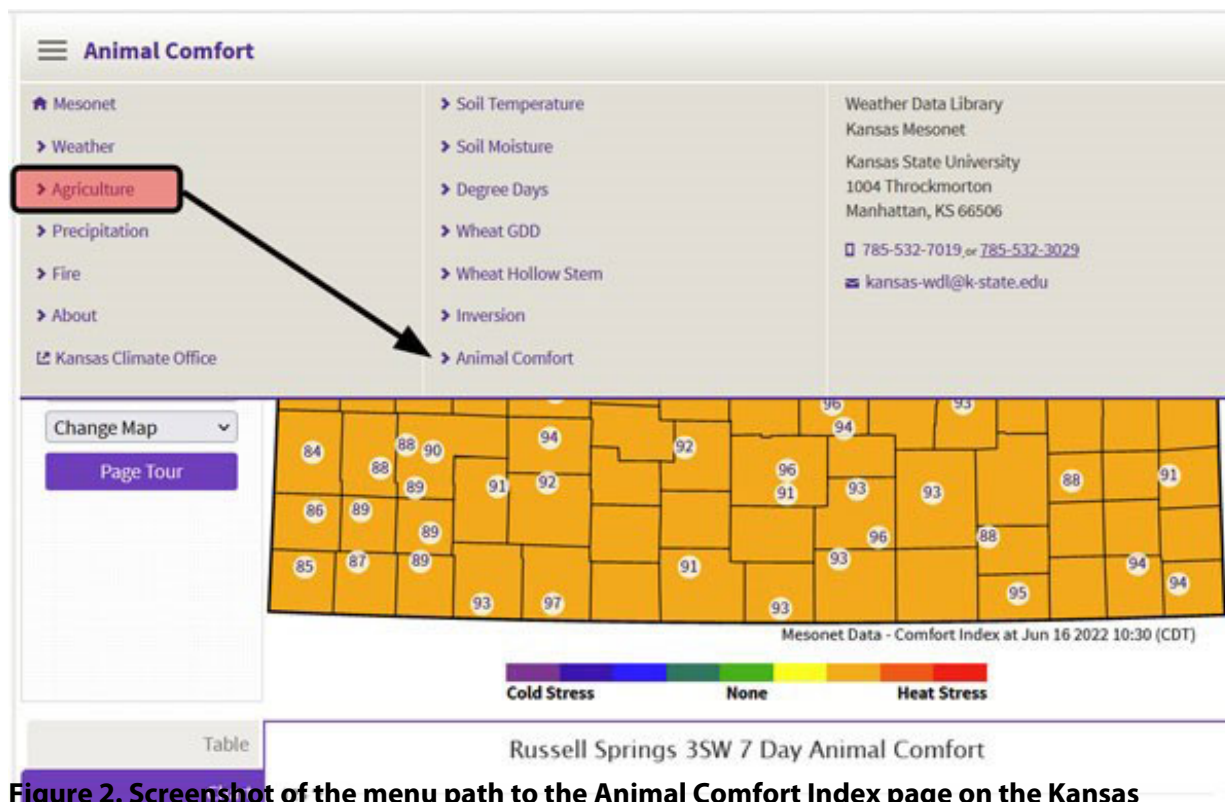 Animal Comfort
Mesonet
Weather
Agriculture
Precipitation
Fire
About
Kansas Climate Office
Soil Temperature
Soil Moisture
Degree Days
Wheat GDD
Wheat Hollow Stem
Inversion
Animal Comfort
Weather Data Library
Kansas Mesonet
Kansas State University
1004 Throckmorton
Manhattan, KS 66506
785-532-7019 or 785-532-3029
kansas-wdl@k-state.edu
Change Map
Page Tour
96 93
94
84 88 90 94 92
88 96
89 91 92 91 93 93 88 91
86 89
89 96 88
85 87 89 91 93 94
93 97 93 95 94
Mesonet Data - Comfort Index at Jun 16 2022 10:30 (CDT)
Cold Stress None Heat Stress
Table
Russell Springs 3SW 7 Day Animal Comfort
Figure 2. Screenshot of the menu path to the Animal Comfort Index page on the Kansas